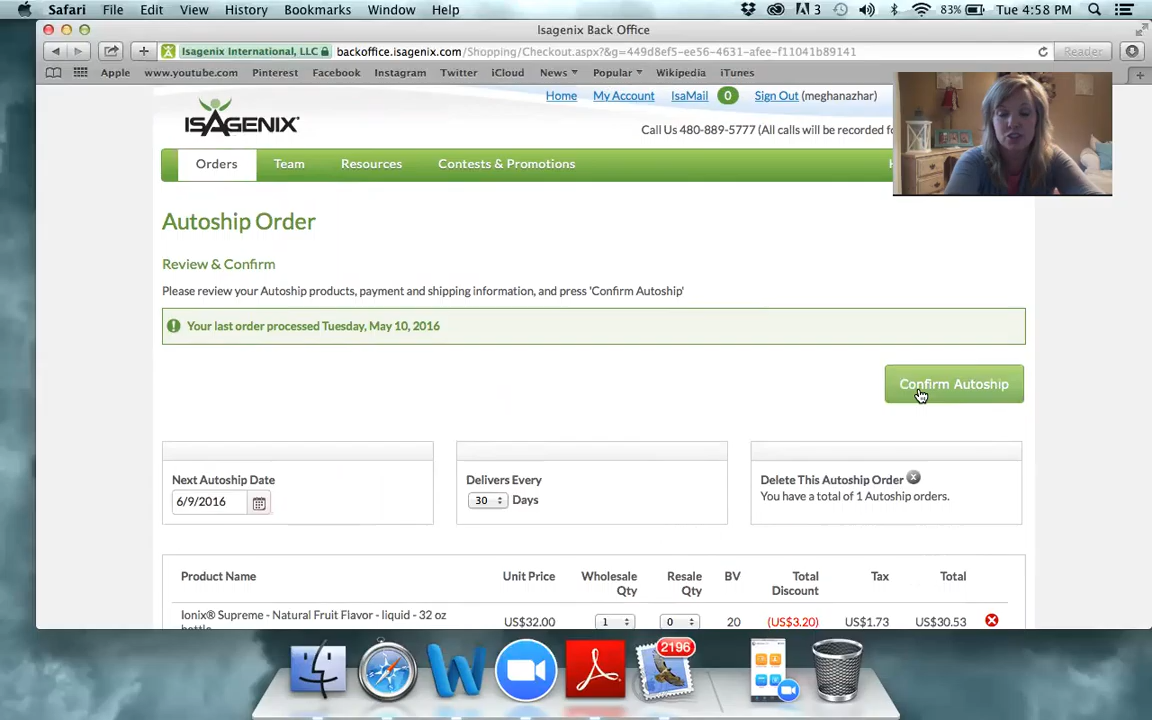 Safari File Edit View History Bookmarks Window Help 3 83% Tue 4:58 PM
Isagenix Back Office
Isagenix International, LLC backoffice.isagenix.com/Shopping/Checkout.aspx?&g=449d8ef5-ee56-4631-afee-f11041b89141 Reader
Apple www.youtube.com Pinterest Facebook Instagram Twitter iCloud News Popular Wikipedia iTunes
Home My Account IsaMail 0 Sign Out (meghanazhar)
ISAGENIX
Call Us 480-889-5777 (All calls will be recorded for
Orders Team Resources Contests & Promotions
Autoship Order
Review & Confirm
Please review your Autoship products, payment and shipping information, and press 'Confirm Autoship'
Your last order processed Tuesday, May 10, 2016
Confirm Autoship
Next Autoship Date
6/9/2016
Delivers Every
30 Days
Delete This Autoship Order
You have a total of 1 Autoship orders.
Product Name Unit Price Wholesale Qty Resale Qty BV Total Discount Tax Total
Ionix® Supreme - Natural Fruit Flavor - liquid - 32 oz bottle US$32.00 1 0 20 (US$3.20) US$1.73 US$30.53
2196